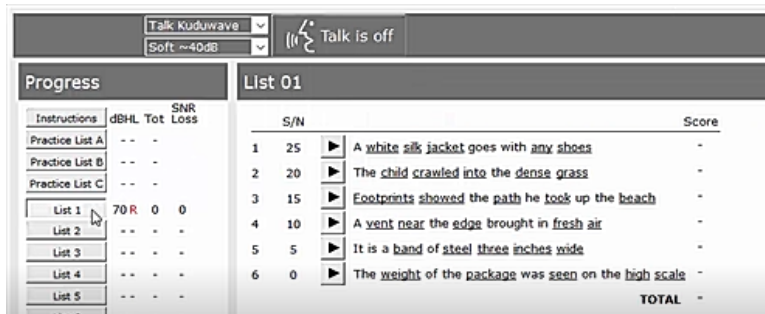 Talk Kuduwave
Soft ~40dB
Talk is off
Progress
List 01
Instructions dBHL Tot SNR Loss
Practice List A - - -
Practice List B - - -
Practice List C - - -
List 1 70 R 0 0
List 2 - - - -
List 3 - - - -
List 4 - - - -
List 5 - - - -
S/N Score
1 25 A white silk jacket goes with any shoes -
2 20 The child crawled into the dense grass -
3 15 Footprints showed the path he took up the beach -
4 10 A vent near the edge brought in fresh air -
5 5 It is a band of steel three inches wide -
6 0 The weight of the package was seen on the high scale -
TOTAL -